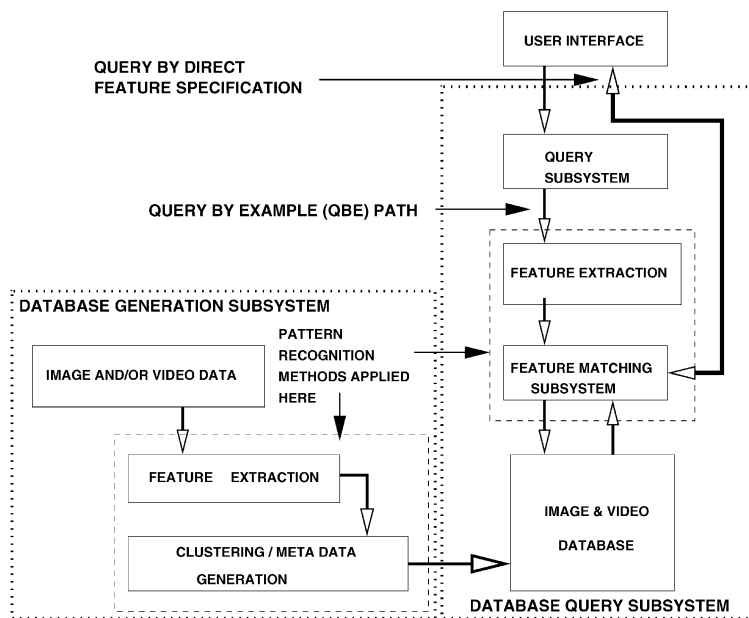 USER INTERFACE
QUERY BY DIRECT
FEATURE SPECIFICATION
QUERY
SUBSYSTEM
QUERY BY EXAMPLE (QBE) PATH
FEATURE EXTRACTION
DATABASE GENERATION SUBSYSTEM
PATTERN
RECOGNITION
METHODS APPLIED
HERE
IMAGE AND/OR VIDEO DATA
FEATURE MATCHING
SUBSYSTEM
FEATURE EXTRACTION
CLUSTERING / META DATA
GENERATION
IMAGE & VIDEO
DATABASE
DATABASE QUERY SUBSYSTEM